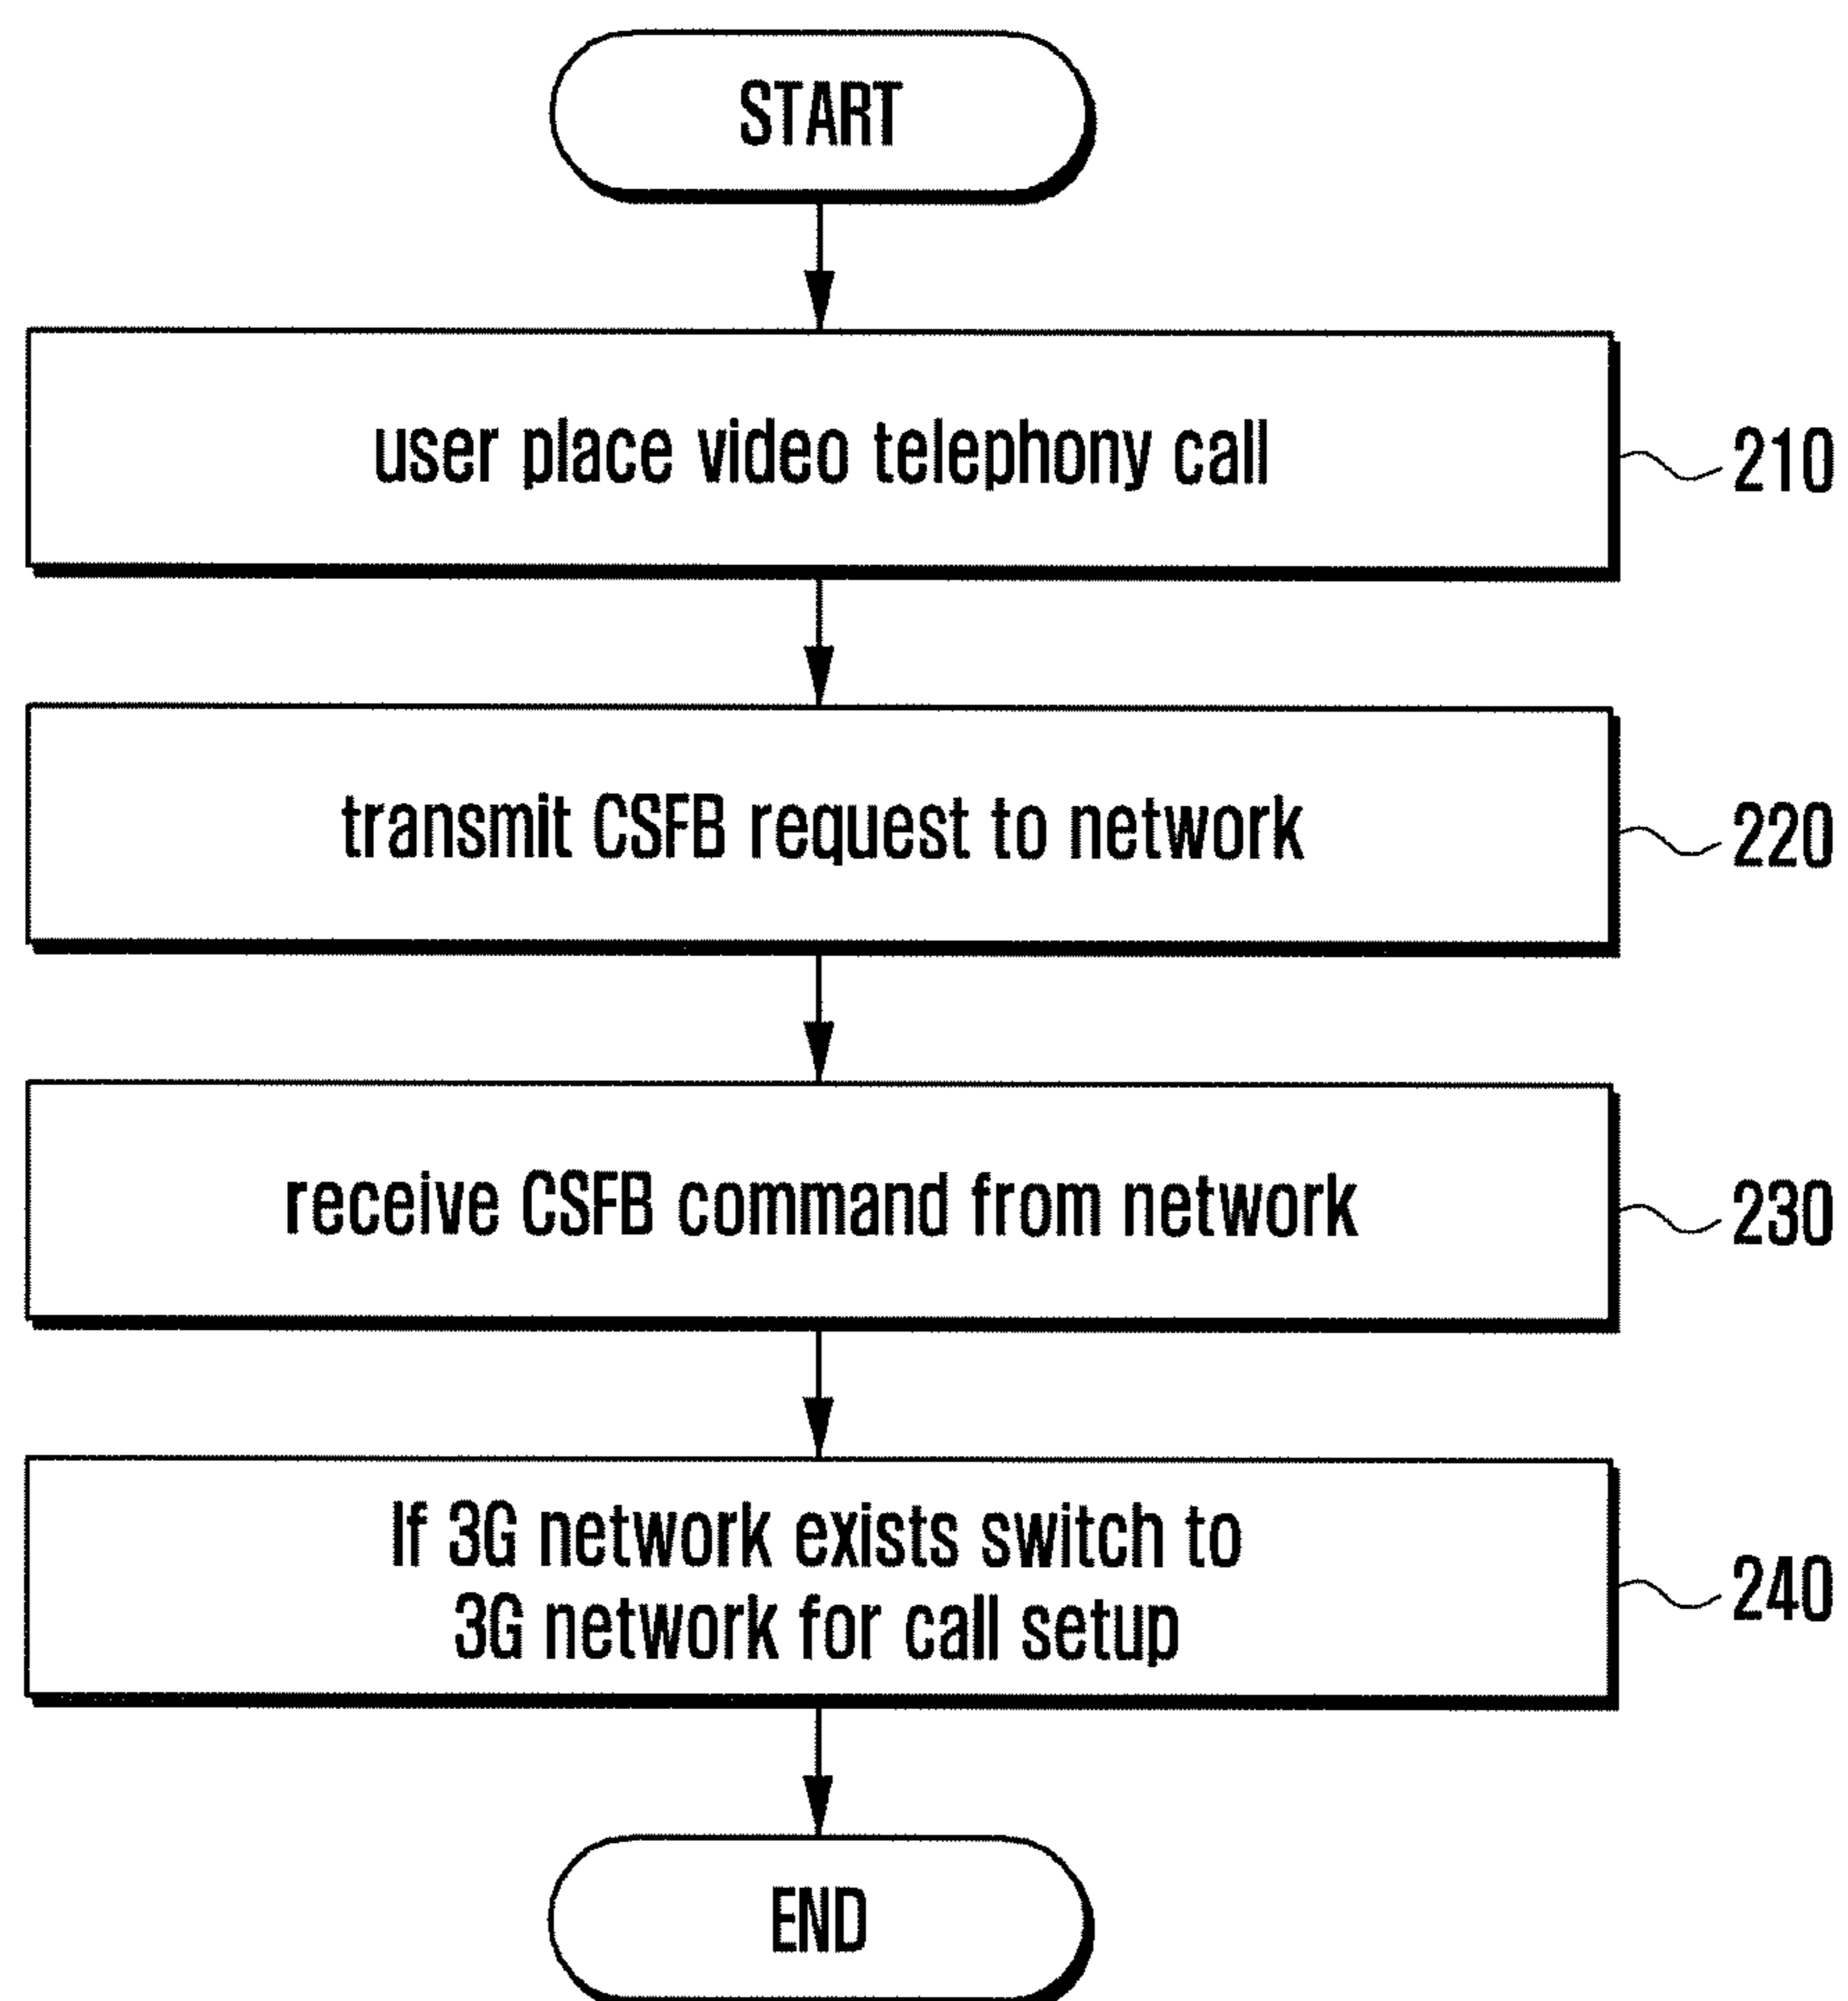 START
user place video telephony call
210
transmit CSFB request to network
220
receive CSFB command from network
230
If 3G network exists switch to
3G network for call setup
240
END